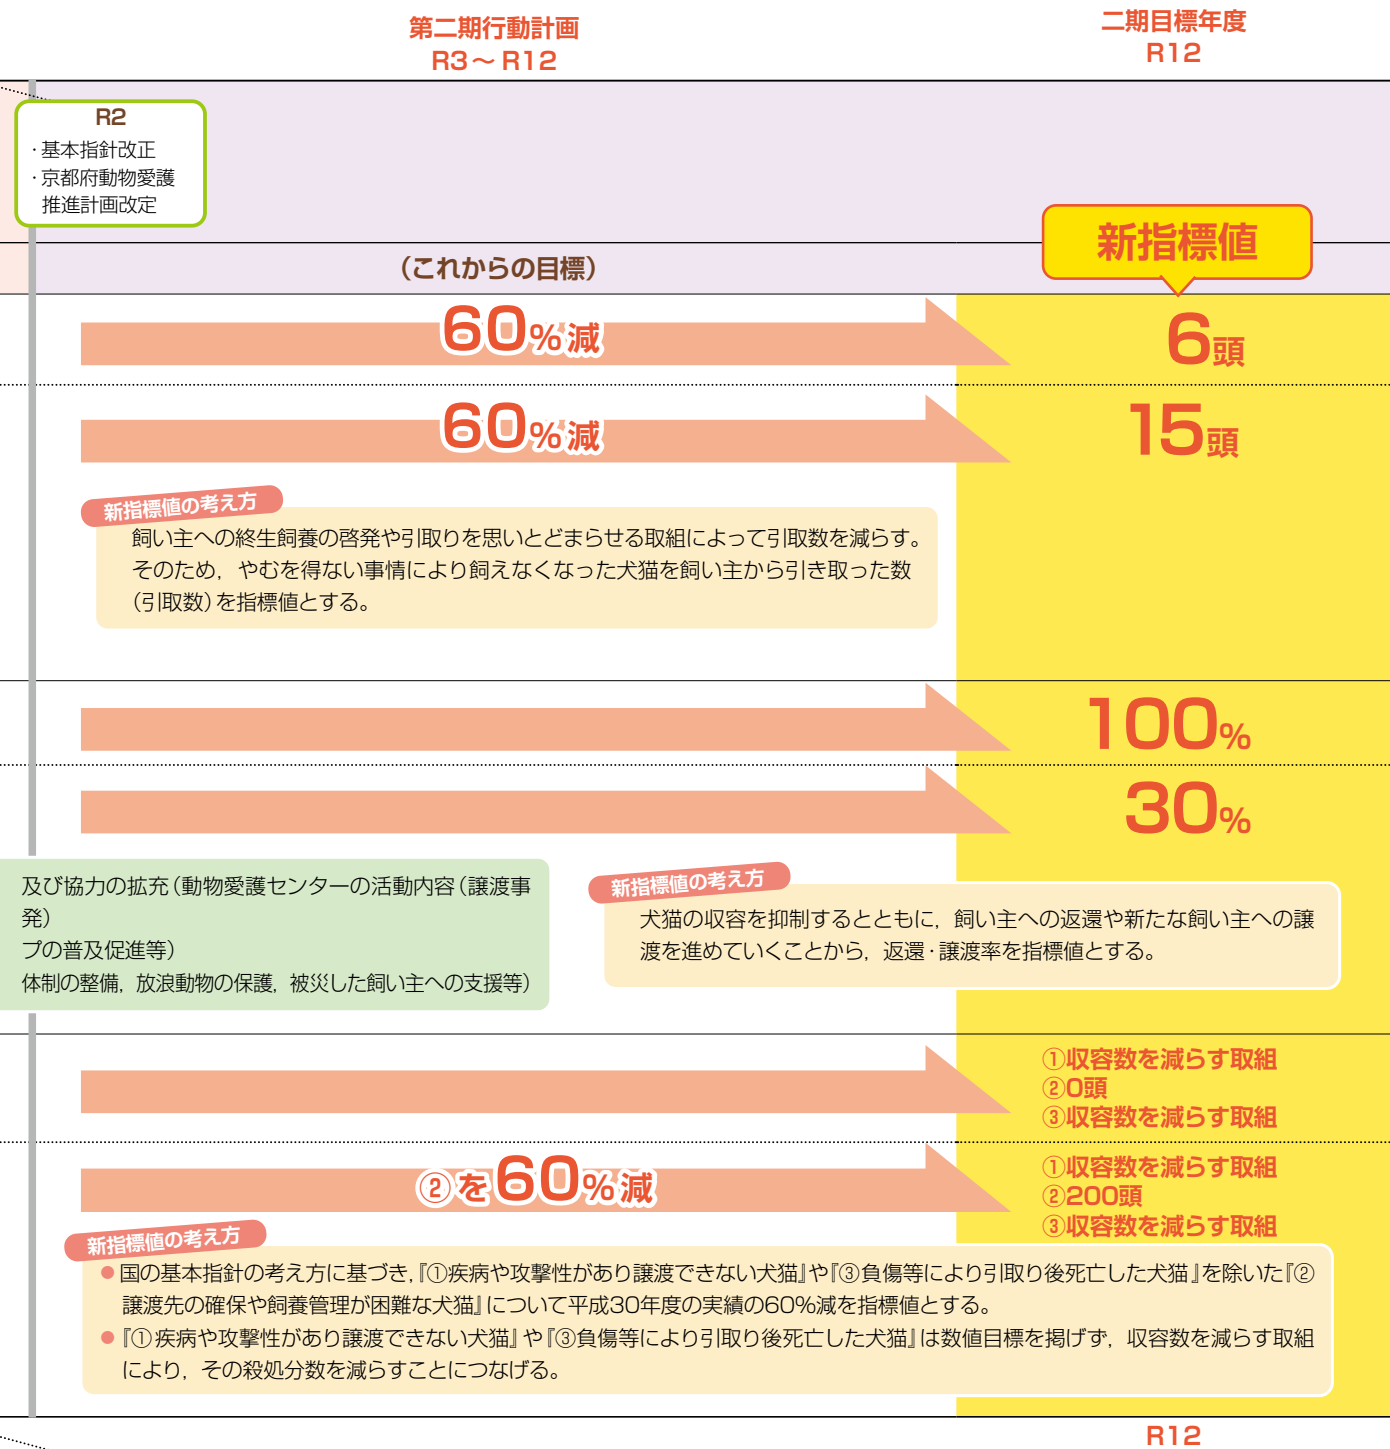 第二期行動計画
R3～R12
二期目標年度
R12
R2
・基本指針改正
・京都府動物愛護
推進計画改定
(これからの目標)
新指標値
60%減
6頭
60%減
15頭
新指標値の考え方
飼い主への終生飼養の啓発や引取りを思いとどまらせる取組によって引取数を減らす。
そのため，やむを得ない事情により飼えなくなった犬猫を飼い主から引き取った数
(引取数)を指標値とする。
100%
30%
及び協力の拡充(動物愛護センターの活動内容(譲渡事
発)
プの普及促進等)
体制の整備，放浪動物の保護，被災した飼い主への支援等)
新指標値の考え方
犬猫の収容を抑制するとともに，飼い主への返還や新たな飼い主への譲
渡を進めていくことから，返還・譲渡率を指標値とする。
①収容数を減らす取組
②0頭
③収容数を減らす取組
②を60%減
①収容数を減らす取組
②200頭
③収容数を減らす取組
新指標値の考え方
●国の基本指針の考え方に基づき，『①疾病や攻撃性があり譲渡できない犬猫』や『③負傷等により引取り後死亡した犬猫』を除いた『②
譲渡先の確保や飼養管理が困難な犬猫』について平成30年度の実績の60%減を指標値とする。
●『①疾病や攻撃性があり譲渡できない犬猫』や『③負傷等により引取り後死亡した犬猫』は数値目標を掲げず，収容数を減らす取組
により，その殺処分数を減らすことにつなげる。
R12